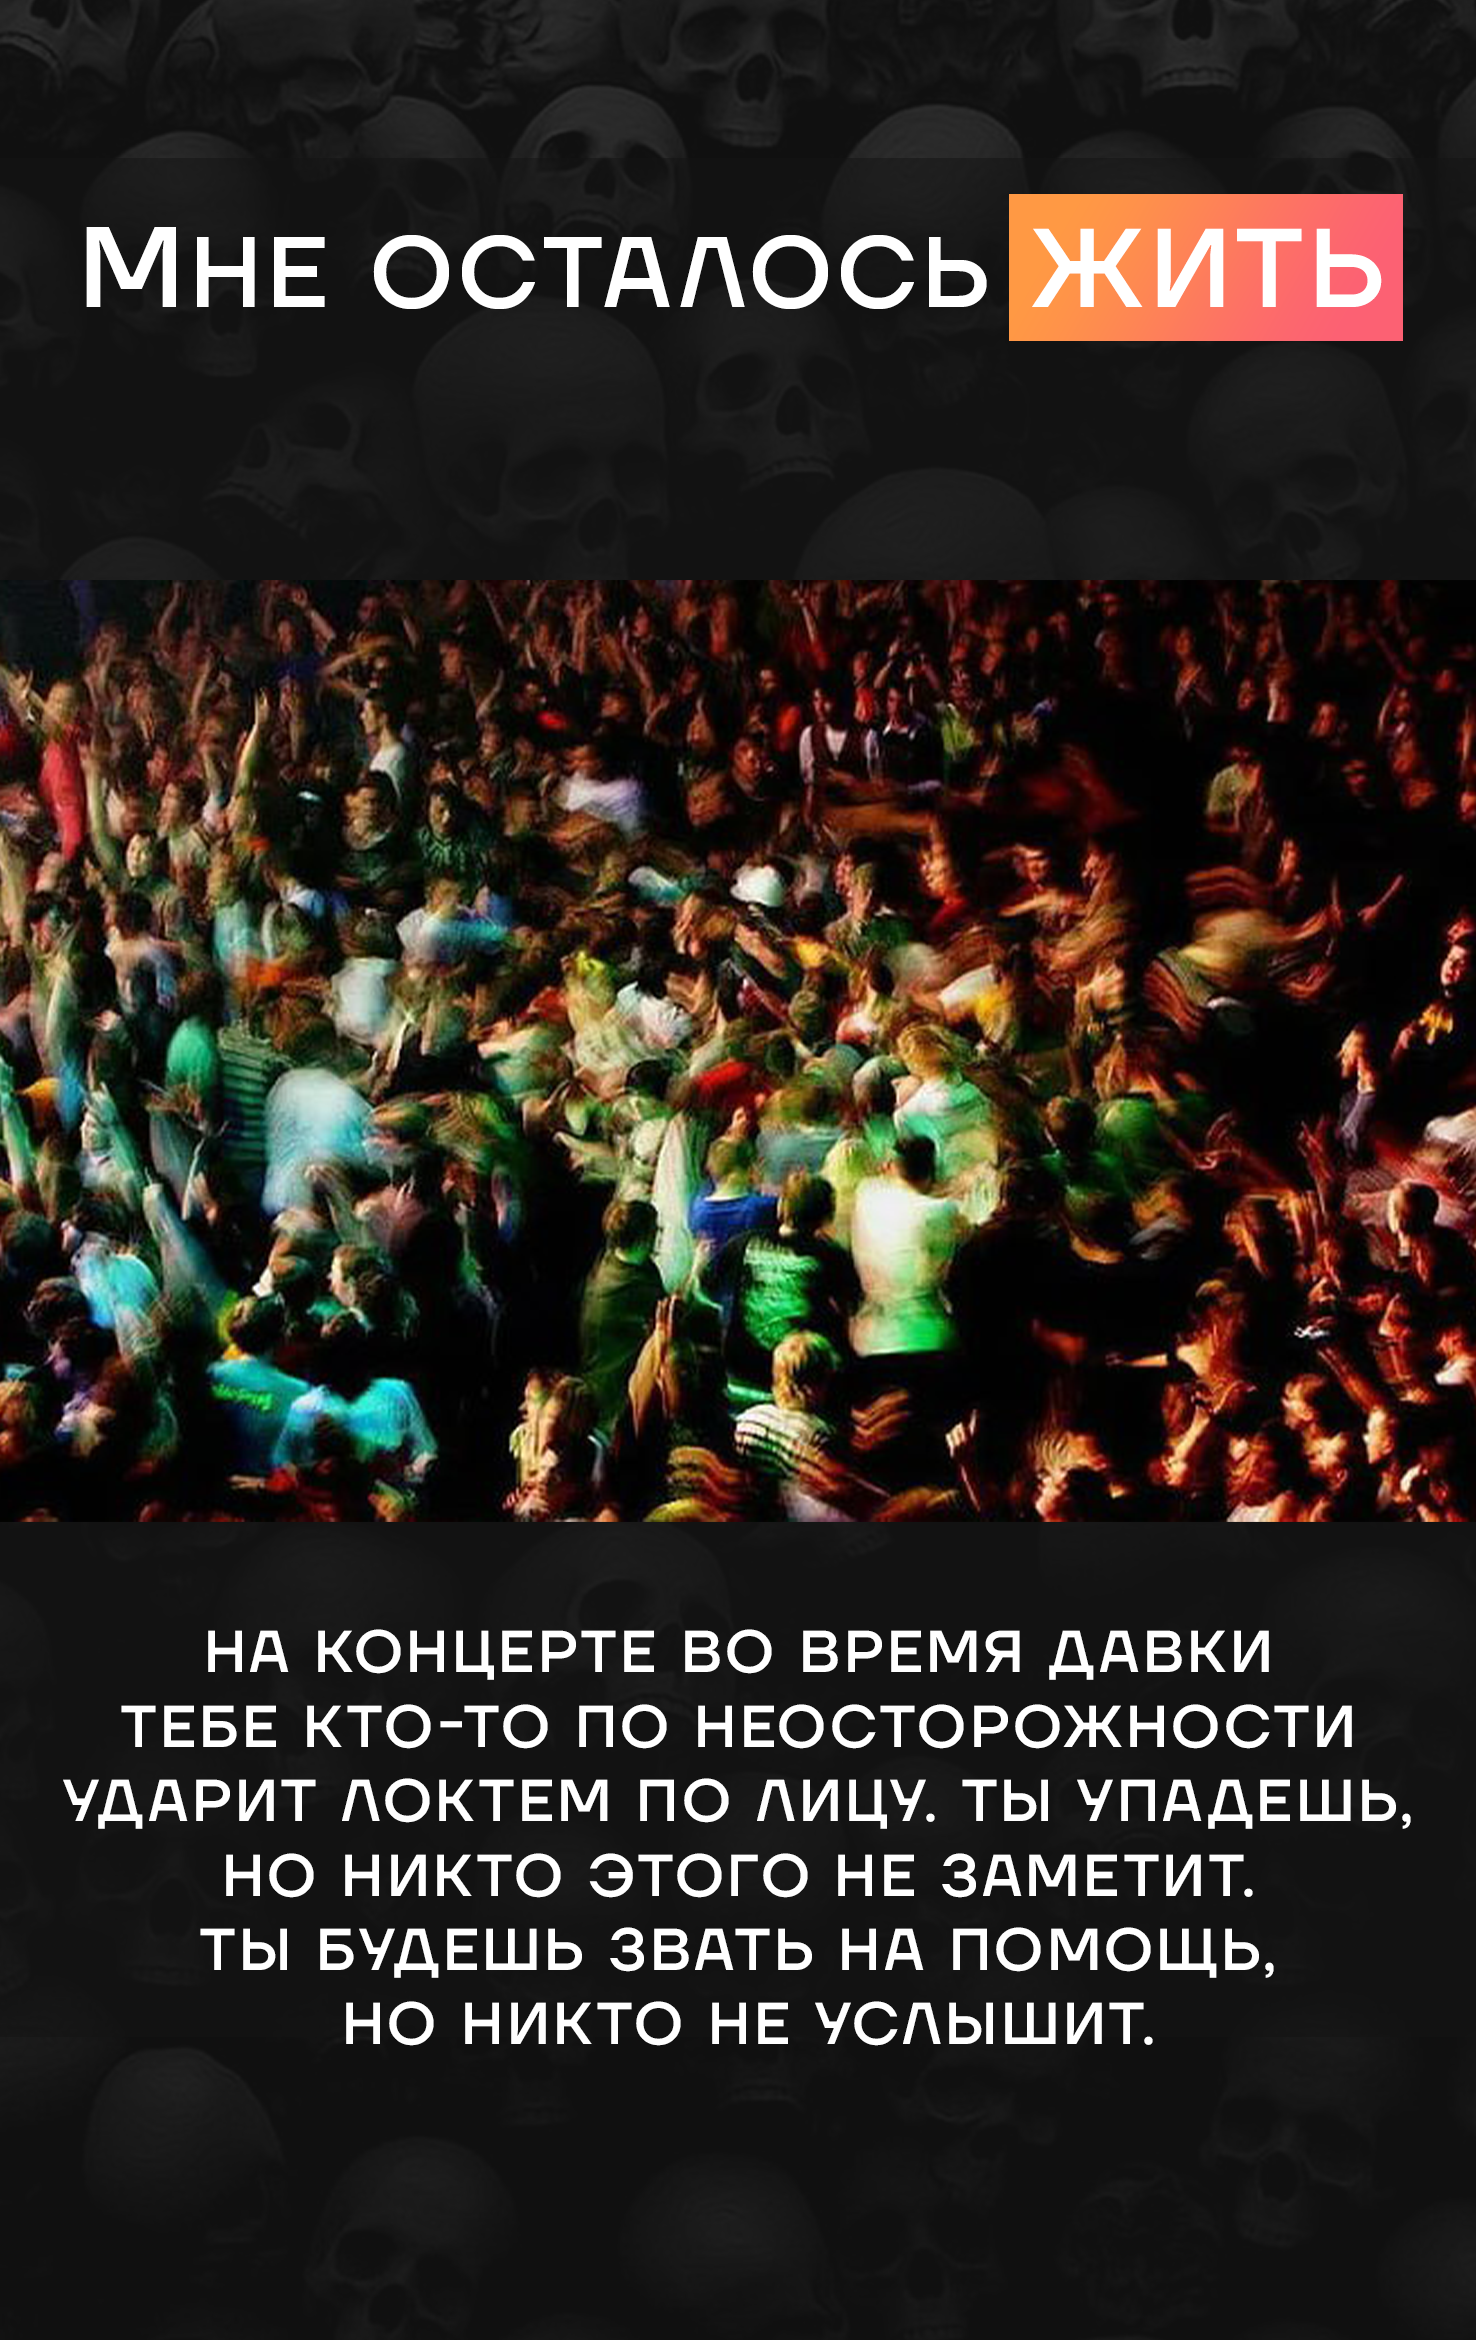 Мне осталось жить
на концерте во время давки
тебе кто-то по неосторожности
ударит локтем по лицу. ты упадешь,
но никто этого не заметит.
ты будешь звать на помощь,
но никто не услышит.